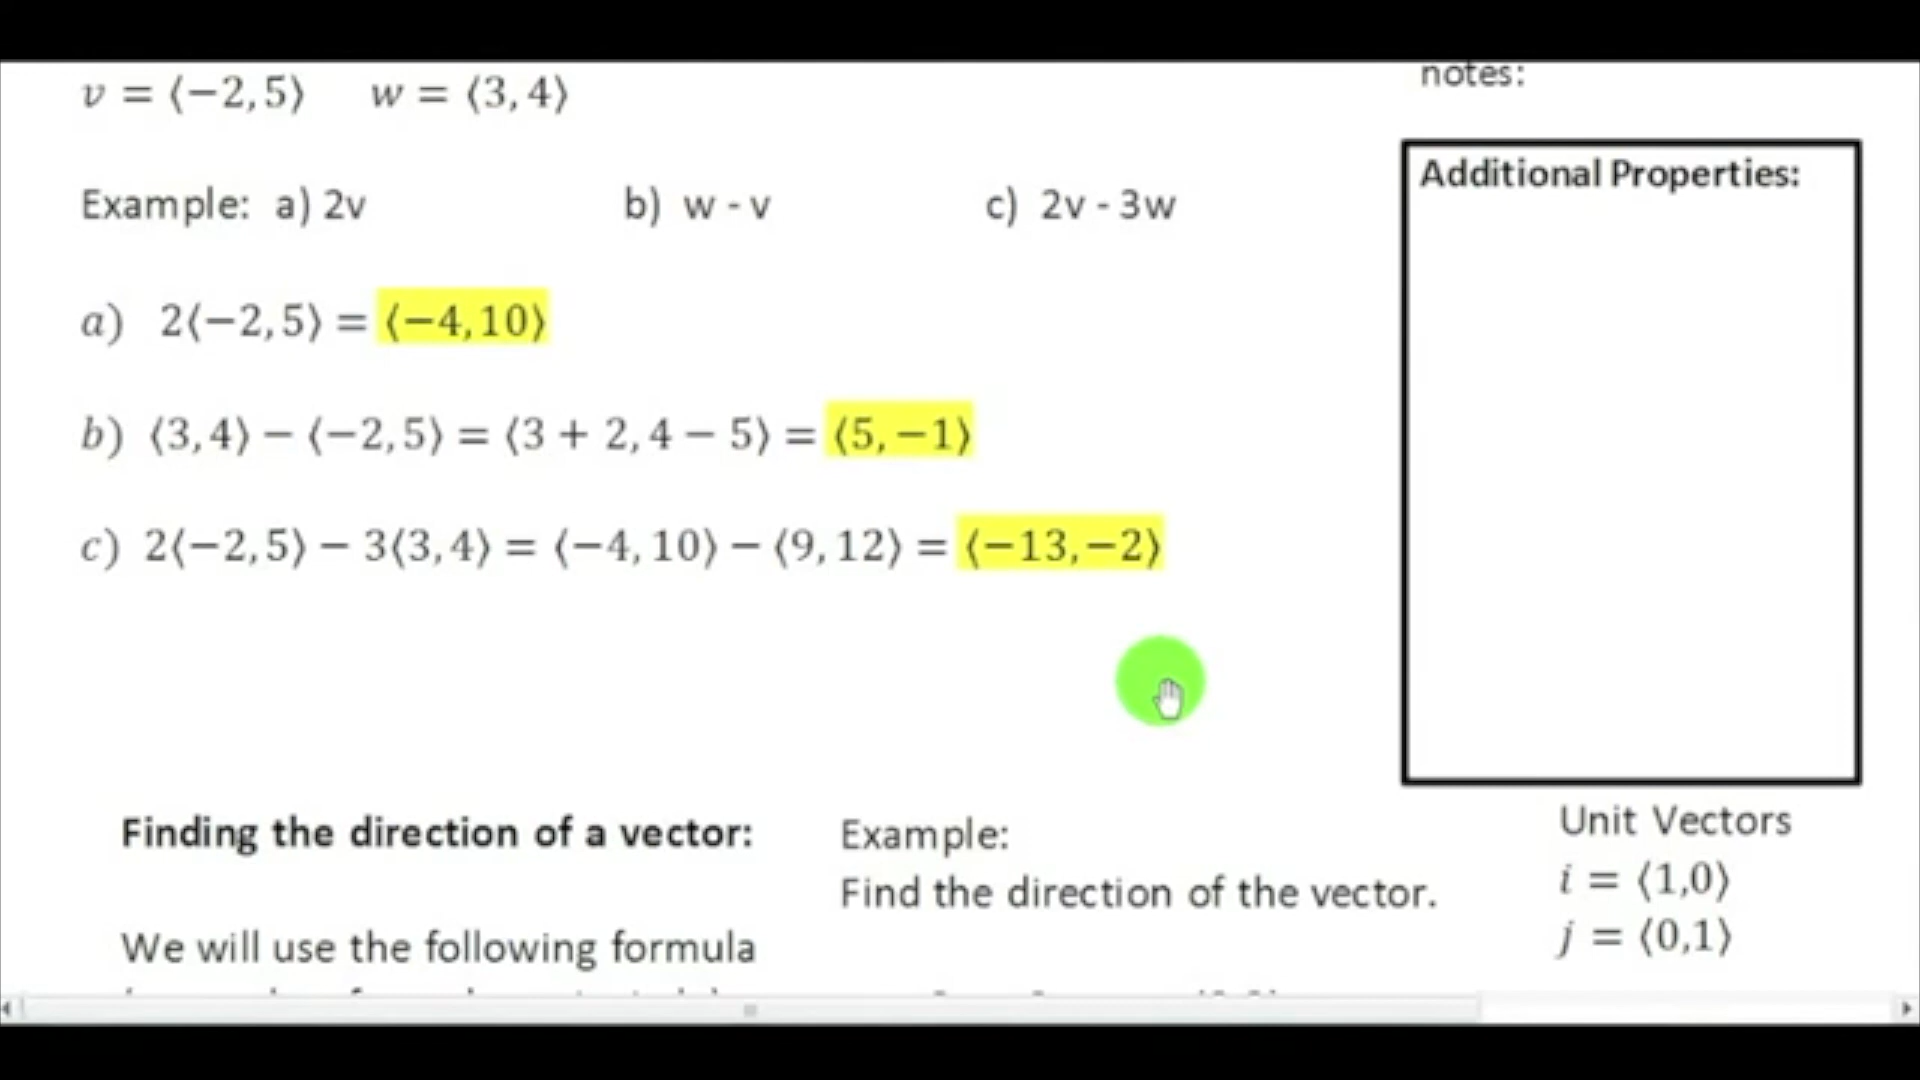 v = ⟨−2, 5⟩ w = ⟨3, 4⟩
notes:
Example: a) 2v b) w - v c) 2v - 3w
a) 2⟨−2, 5⟩ = ⟨−4, 10⟩
b) ⟨3, 4⟩ − ⟨−2, 5⟩ = ⟨3 + 2, 4 − 5⟩ = ⟨5, −1⟩
c) 2⟨−2, 5⟩ − 3⟨3, 4⟩ = ⟨−4, 10⟩ − ⟨9, 12⟩ = ⟨−13, −2⟩
Additional Properties:
Finding the direction of a vector:
We will use the following formula
Example:
Find the direction of the vector.
Unit Vectors
i = ⟨1,0⟩
j = ⟨0,1⟩